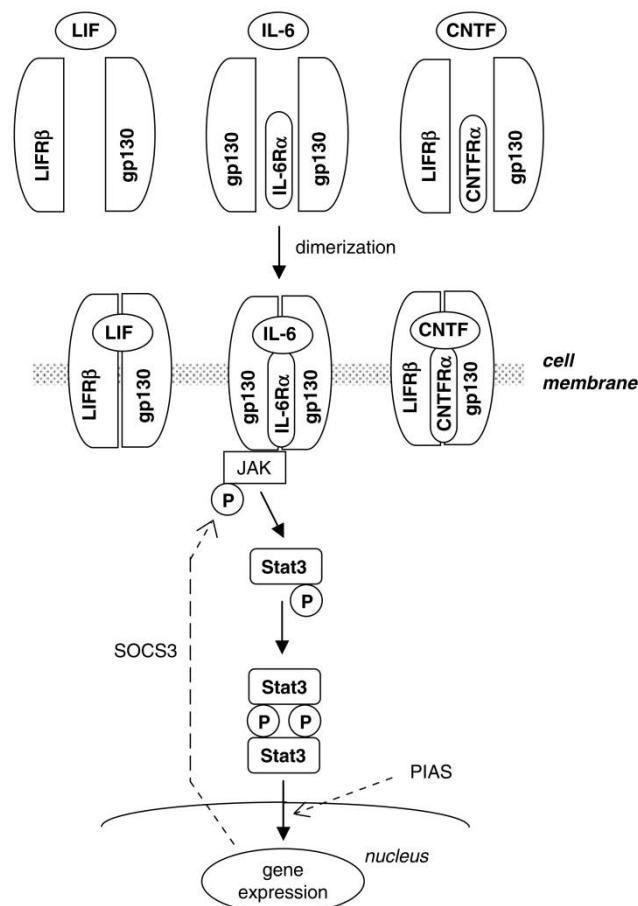 LIF
IL-6
CNTF
LIFRβ
gp130
gp130
IL-6Rα
gp130
LIFRβ
CNTFRα
gp130
dimerization
LIF
IL-6
CNTF
LIFRβ
gp130
gp130
IL-6Rα
gp130
LIFRβ
CNTFRα
gp130
cell
membrane
JAK
P
Stat3
P
SOCS3
Stat3
P P
Stat3
PIAS
nucleus
gene
expression